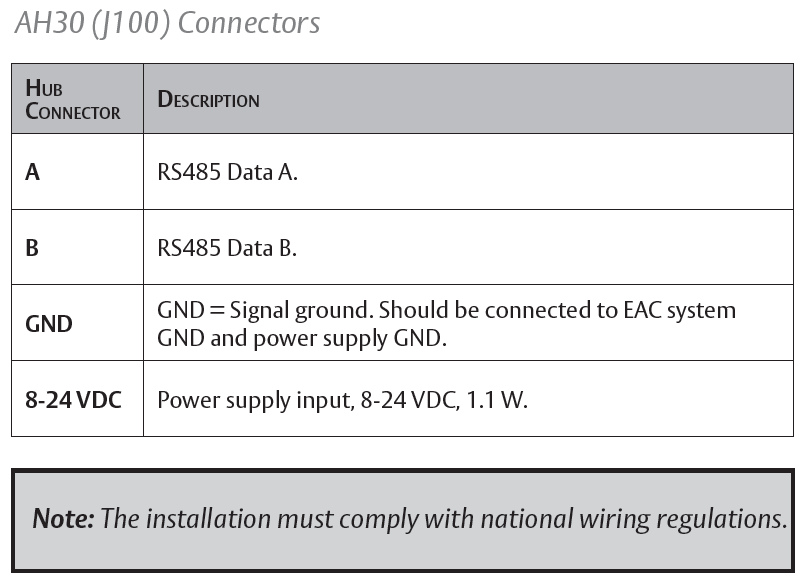 AH30 (J100) Connectors
HUB
CONNECTOR
DESCRIPTION
A
RS485 Data A.
B
RS485 Data B.
GND
GND = Signal ground. Should be connected to EAC system
GND and power supply GND.
8-24 VDC
Power supply input, 8-24 VDC, 1.1 W.
Note: The installation must comply with national wiring regulations.